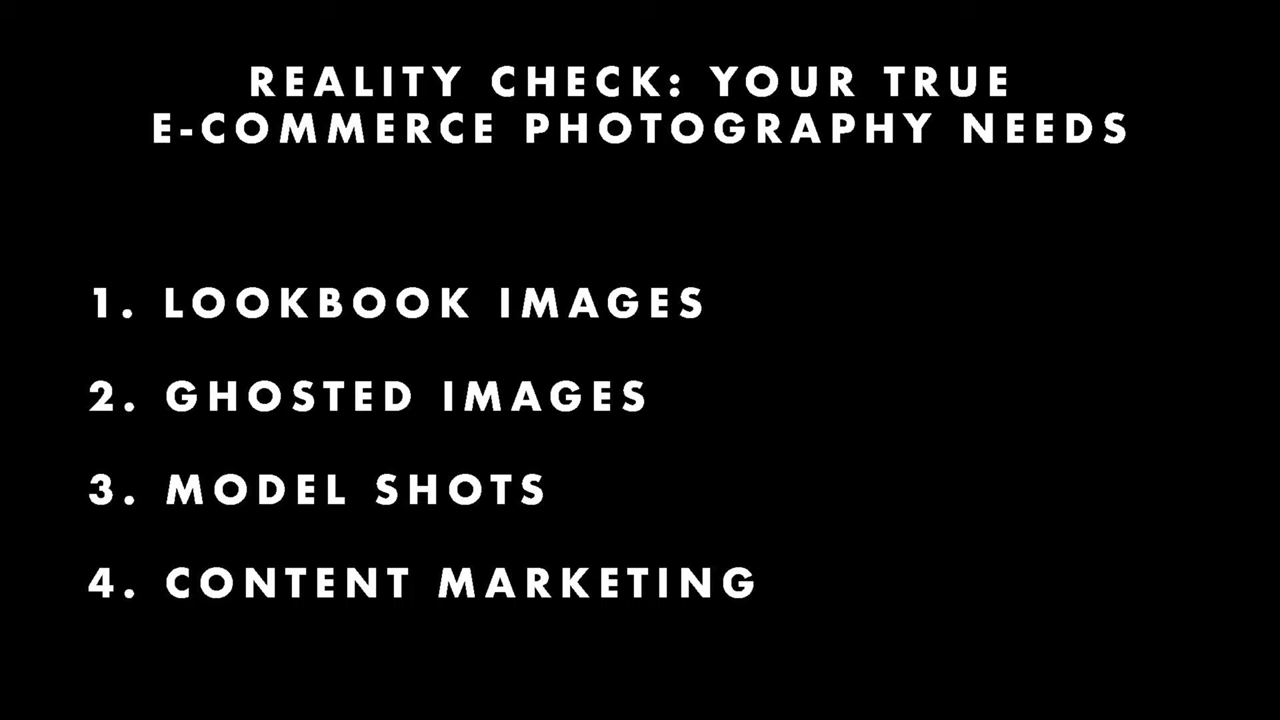 REALITY CHECK: YOUR TRUE
E-COMMERCE PHOTOGRAPHY NEEDS
1. LOOKBOOK IMAGES
2. GHOSTED IMAGES
3. MODEL SHOTS
4. CONTENT MARKETING